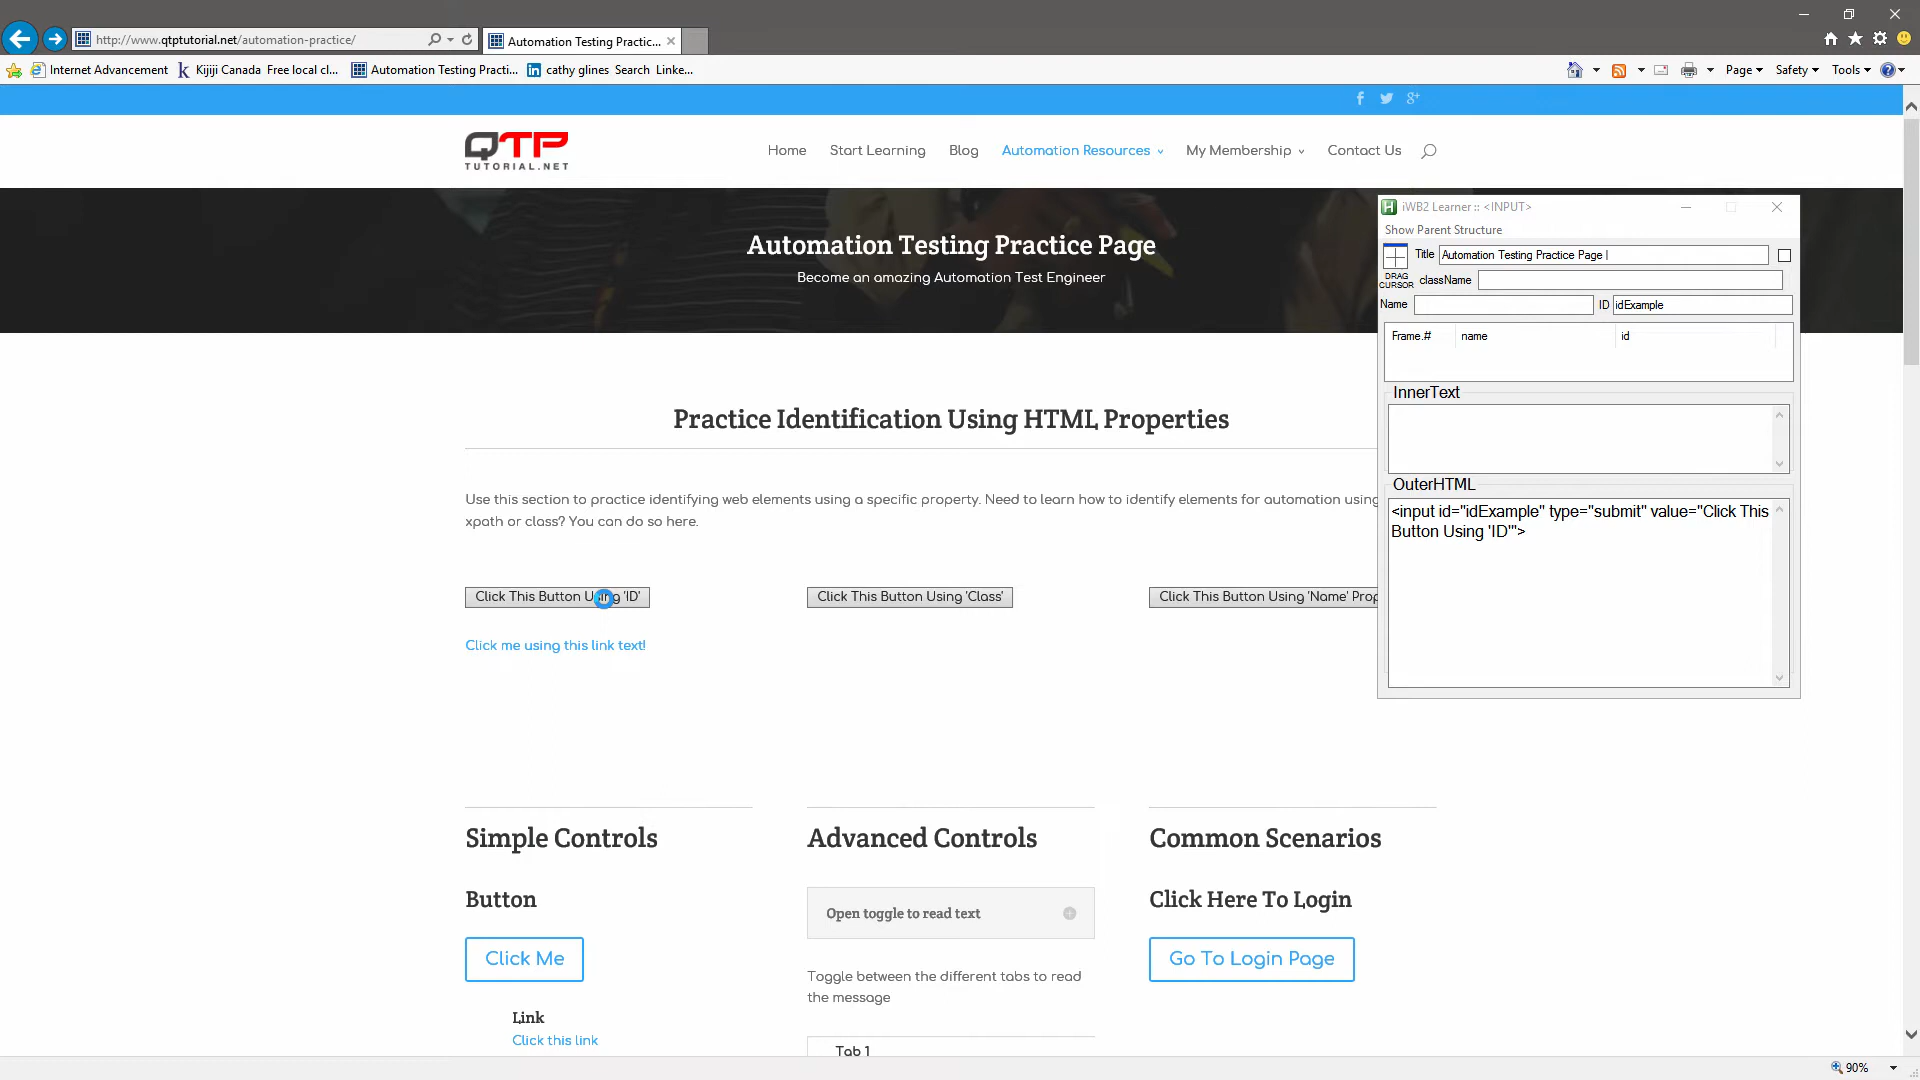 http://www.qtptutorial.net/automation-practice/
Automation Testing Practic...
Internet Advancement
Kijiji Canada Free local cl...
Automation Testing Practi...
cathy glines Search Linke...
Page
Safety
Tools
QTP
TUTORIAL.NET
Home
Start Learning
Blog
Automation Resources
My Membership
Contact Us
Automation Testing Practice Page
Become an amazing Automation Test Engineer
iWB2 Learner :: <INPUT>
Show Parent Structure
DRAG
CURSOR
Title
Automation Testing Practice Page |
className
Name
ID
idExample
Frame.#
name
id
InnerText
OuterHTML
<input id="idExample" type="submit" value="Click This
Button Using 'ID'">
Practice Identification Using HTML Properties
Use this section to practice identifying web elements using a specific property. Need to learn how to identify elements for automation using
xpath or class? You can do so here.
Click This Button Using 'ID'
Click This Button Using 'Class'
Click This Button Using 'Name' Prop
Click me using this link text!
Simple Controls
Button
Click Me
Link
Click this link
Advanced Controls
Open toggle to read text
Toggle between the different tabs to read
the message
Tab 1
Common Scenarios
Click Here To Login
Go To Login Page
90%